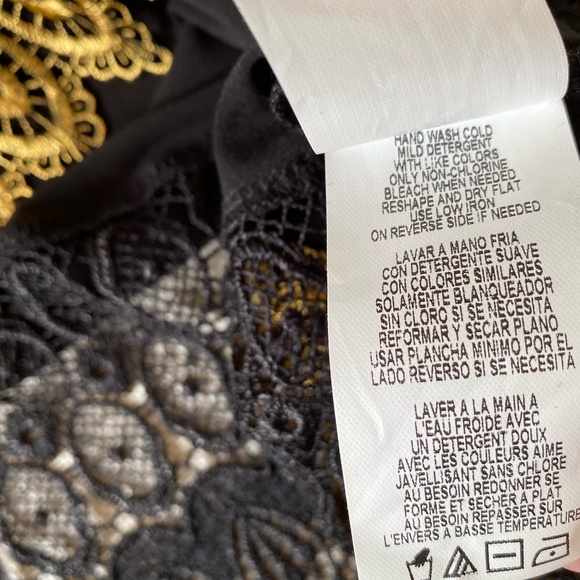 HAND WASH COLD
MILD DETERGENT
WITH LIKE COLORS
ONLY NON-CHLORINE
BLEACH WHEN NEEDED
RESHAPE AND DRY FLAT
USE LOW IRON
ON REVERSE SIDE IF NEEDED
LAVAR A MANO FRIA
CON DETERGENTE SUAVE
CON COLORES SIMILARES
SOLAMENTE BLANQUEADOR
SIN CLORO SI SE NECESITA
REFORMAR Y SECAR PLANO
USAR PLANCHA MINIMO POR EL
LADO REVERSO SI SE NECESITA
LAVER A LA MAIN A
L'EAU FROIDE AVEC
UN DETERGENT DOUX
AVEC LES COULEURS AIME
JAVELLISANT SANS CHLORE
AU BESOIN REDONNER SE
FORME ET SECHER A PLAT
AU BESOIN REPASSER SUR
L'ENVERS A BASSE TEMPERATURE